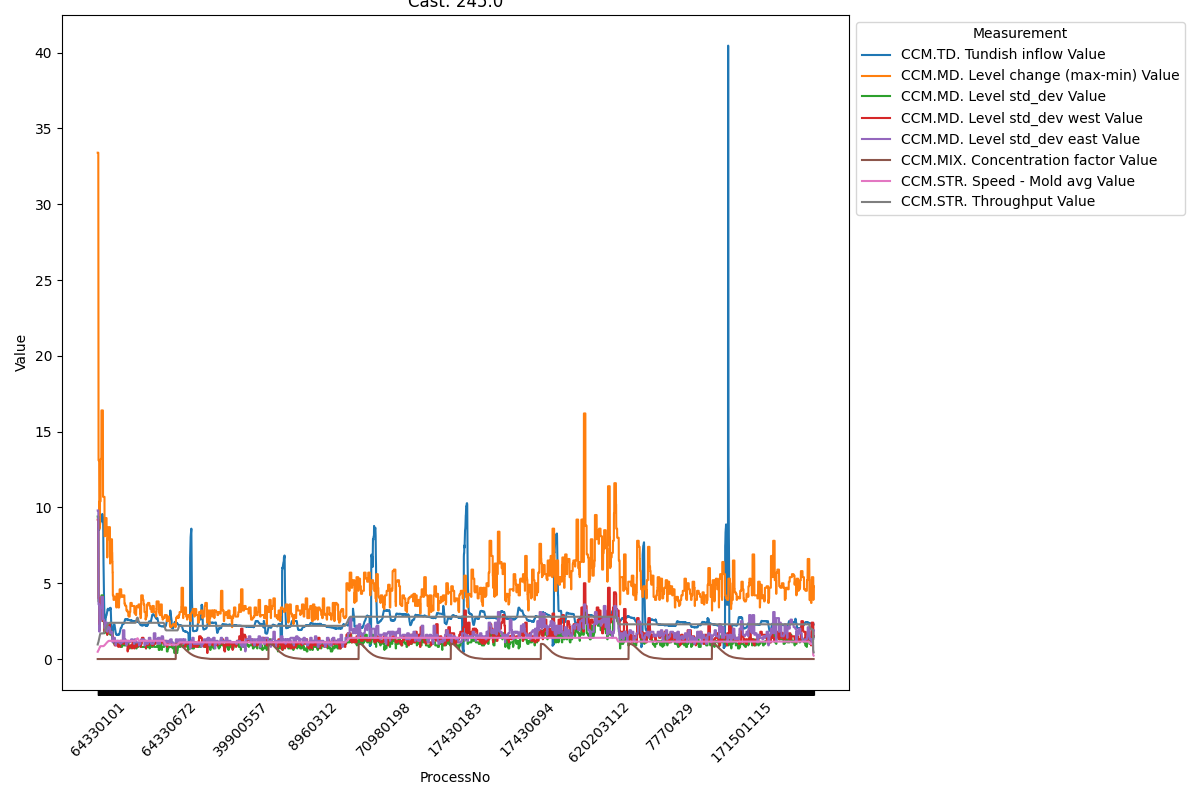 Cast: 245.0
Measurement
CCM.TD. Tundish inflow Value
CCM.MD. Level change (max-min) Value
CCM.MD. Level std_dev Value
CCM.MD. Level std_dev west Value
CCM.MD. Level std_dev east Value
CCM.MIX. Concentration factor Value
CCM.STR. Speed - Mold avg Value
CCM.STR. Throughput Value
Value
40
35
30
25
20
15
10
5
0
64330101
64330672
39900557
8960312
70980198
17430183
17430694
620203112
7770429
171501115
ProcessNo